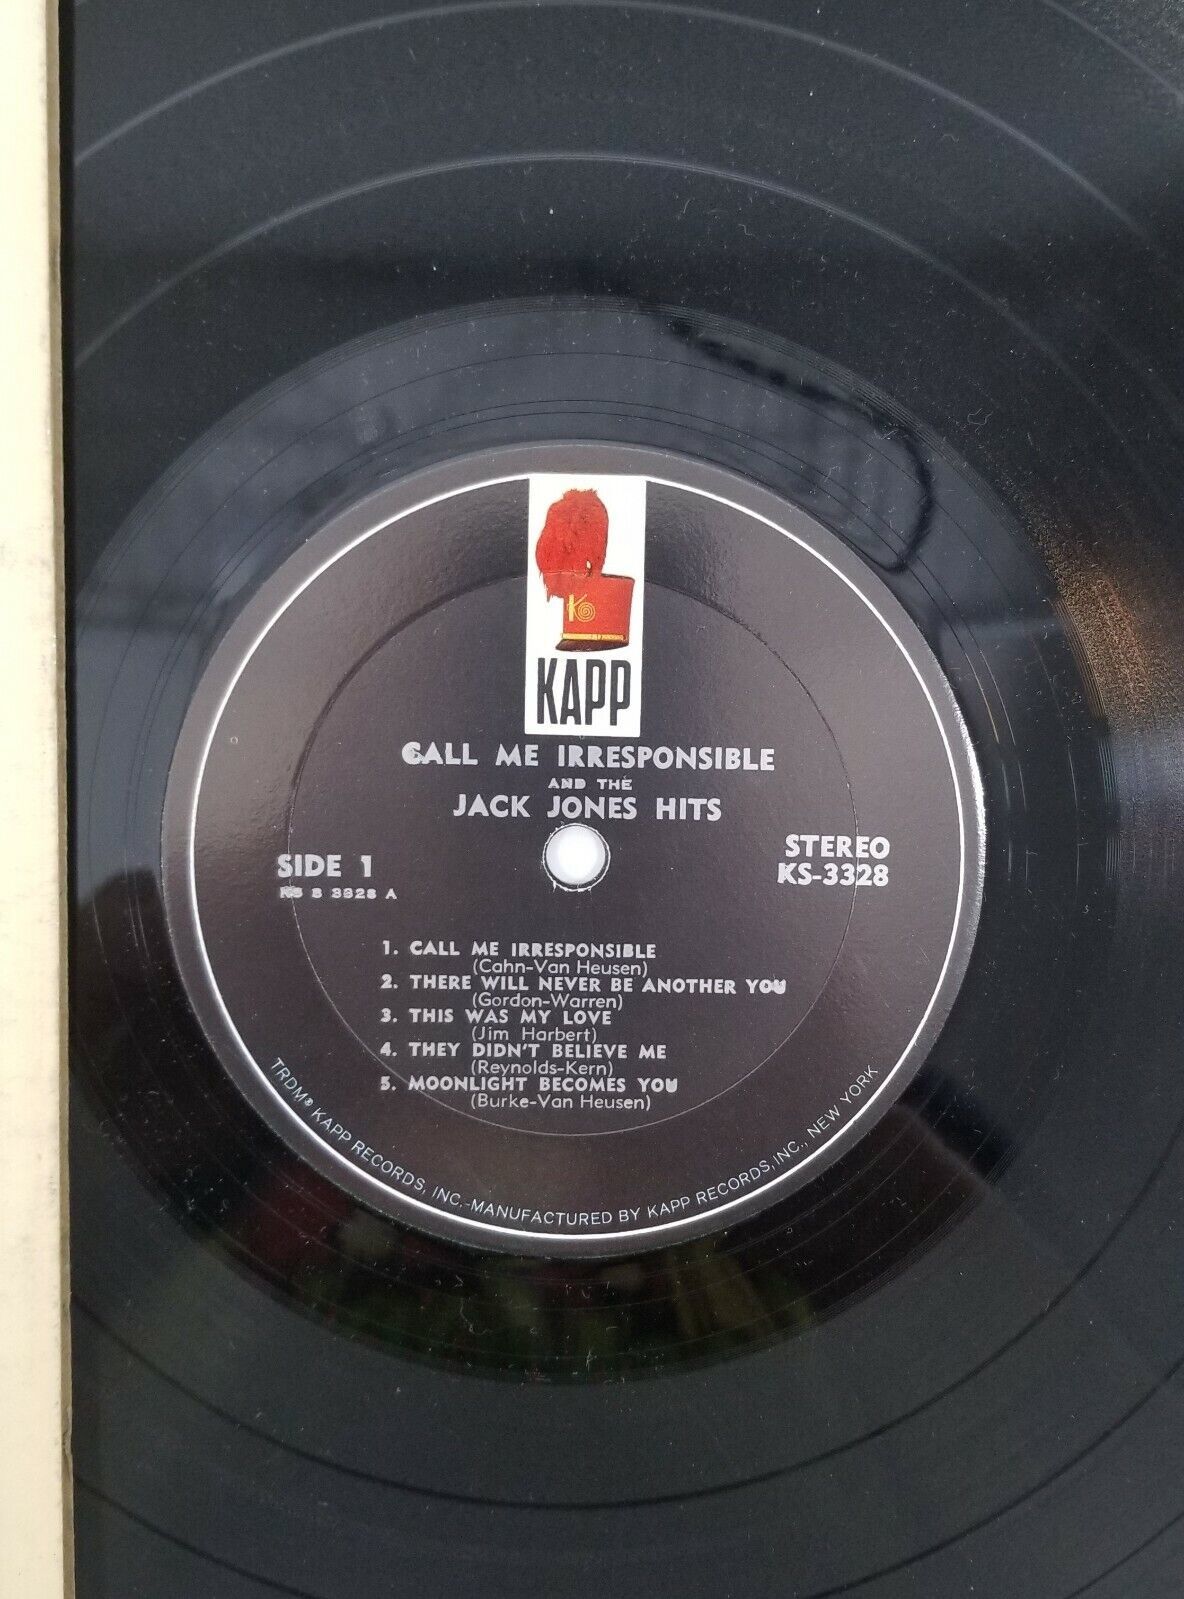 K
KAPP
CALL ME IRRESPONSIBLE
AND THE
JACK JONES HITS
SIDE 1
STEREO
KS-3328
1. CALL ME IRRESPONSIBLE
(Cahn-Van Heusen)
2. THERE WILL NEVER BE ANOTHER YOU
(Gordon-Warren)
3. THIS WAS MY LOVE
(Jim Harbert)
4. THEY DIDN'T BELIEVE ME
(Reynolds-Kern)
5. MOONLIGHT BECOMES YOU
(Burke-Van Heusen)
TRDM® KAPP RECORDS, INC.-MANUFACTURED BY KAPP RECORDS, INC., NEW YORK